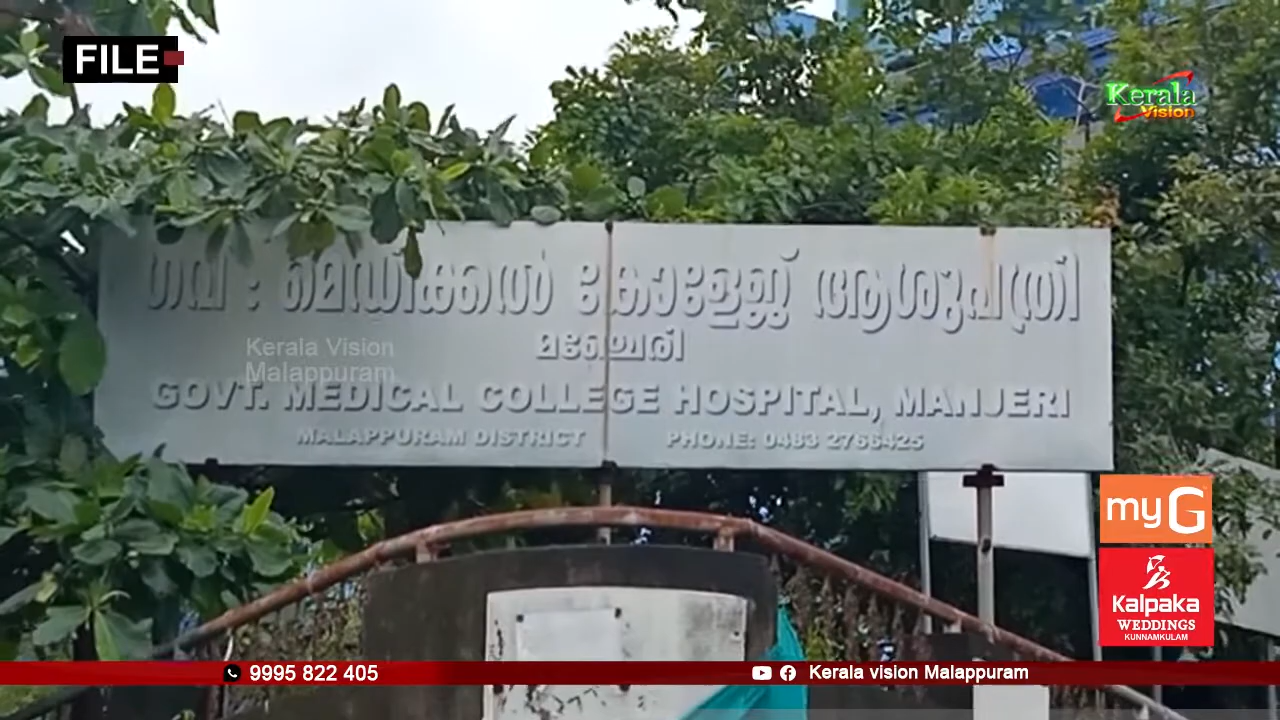 FILE
Kerala
Vision
ഗവ : മെഡിക്കൽ കോളേജ് ആശുപത്രി
മഞ്ചേരി
Kerala Vision
Malappuram
GOVT. MEDICAL COLLEGE HOSPITAL, MANJERI
MALAPPURAM DISTRICT PHONE: 0483 2766425
myG
Kalpaka
WEDDINGS
KUNNAMKULAM
9995 822 405
Kerala vision Malappuram